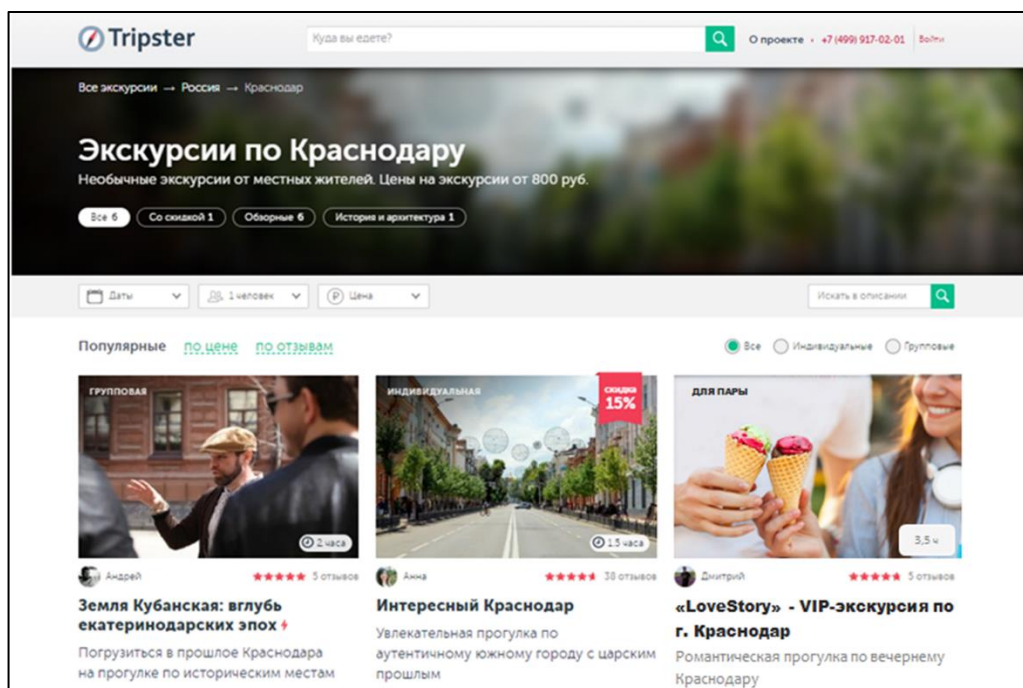 Tripster
Куда вы едете?
О проекте • +7 (499) 917-02-01 Войти
Все экскурсии → Россия → Краснодар
Экскурсии по Краснодару
Необычные экскурсии от местных жителей. Цены на экскурсии от 800 руб.
Все 6 Со скидкой 1 Обзорные 6 История и архитектура 1
Даты 1 человек Цена Искать в описании
Популярные по цене по отзывам Все Индивидуальные Групповые
ГРУППОВАЯ
2 часа
Андрей 5 отзывов
Земля Кубанская: вглубь
екатеринодарских эпох
Погрузиться в прошлое Краснодара
на прогулке по историческим местам
ИНДИВИДУАЛЬНАЯ
скидка
15%
1.5 часа
Анна 38 отзывов
Интересный Краснодар
Увлекательная прогулка по
аутентичному южному городу с царским
прошлым
ДЛЯ ПАРЫ
3,5 ч
Дмитрий 5 отзывов
«LoveStory» - VIP-экскурсия по
г. Краснодар
Романтическая прогулка по вечернему
Краснодару